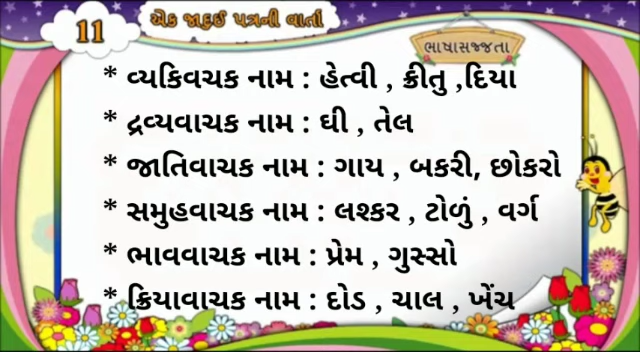 11
એક જાદુઈ પત્રની વાર્તા
ભાષાસજ્જતા
* વ્યકિવચક નામ : હેત્વી , ક્રીતુ ,દિયા
* દ્રવ્યવાચક નામ : ઘી , તેલ
* જાતિવાચક નામ : ગાય , બકરી, છોકરો
* સમુહવાચક નામ : લશ્કર , ટોળું , વર્ગ
* ભાવવાચક નામ : પ્રેમ , ગુસ્સો
* ક્રિયાવાચક નામ : દોડ , ચાલ , ખેંચ